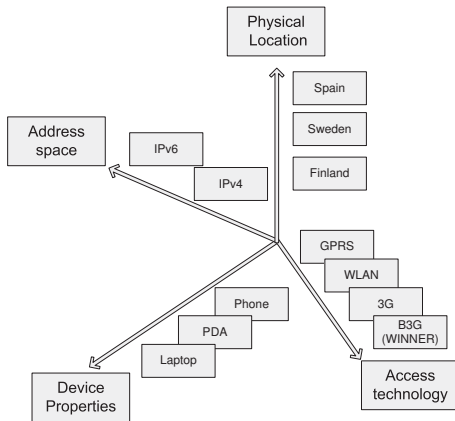 Physical
Location
Spain
Address
space
IPv6
Sweden
IPv4
Finland
GPRS
WLAN
Phone
3G
PDA
B3G
(WINNER)
Laptop
Device
Properties
Access
technology